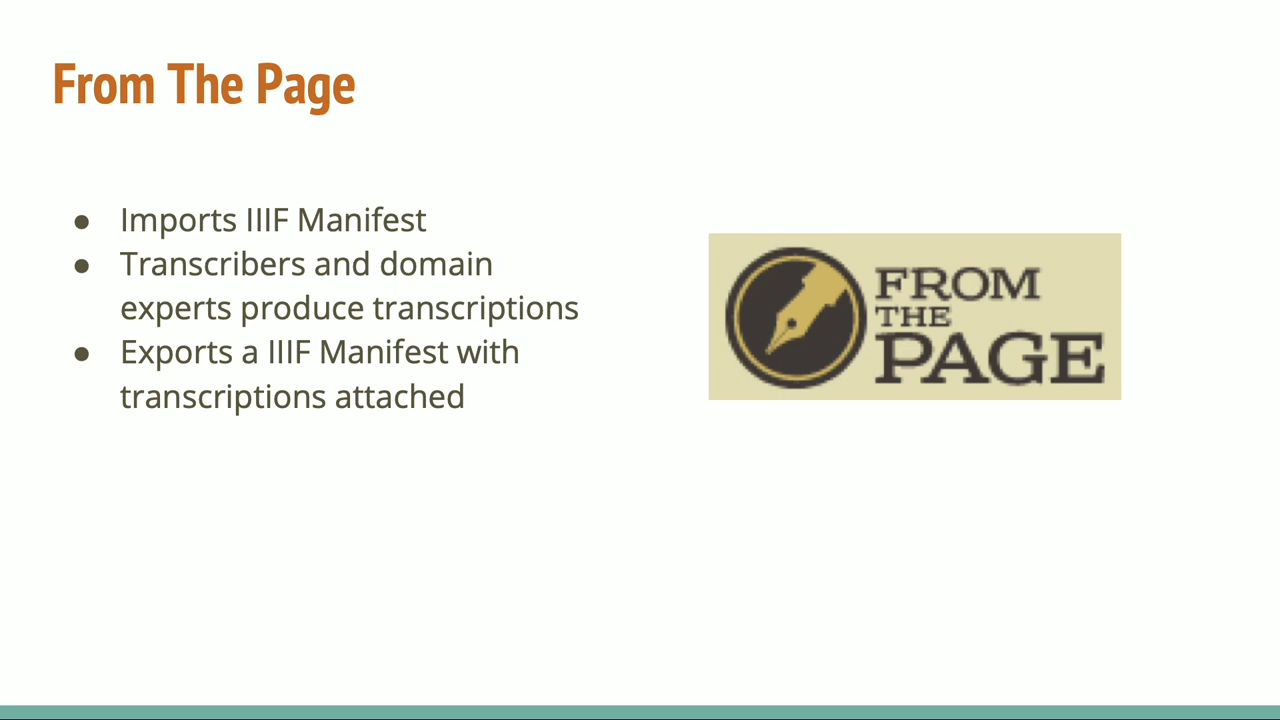 From The Page
● Imports IIIF Manifest
● Transcribers and domain
experts produce transcriptions
● Exports a IIIF Manifest with
transcriptions attached
FROM
THE
PAGE